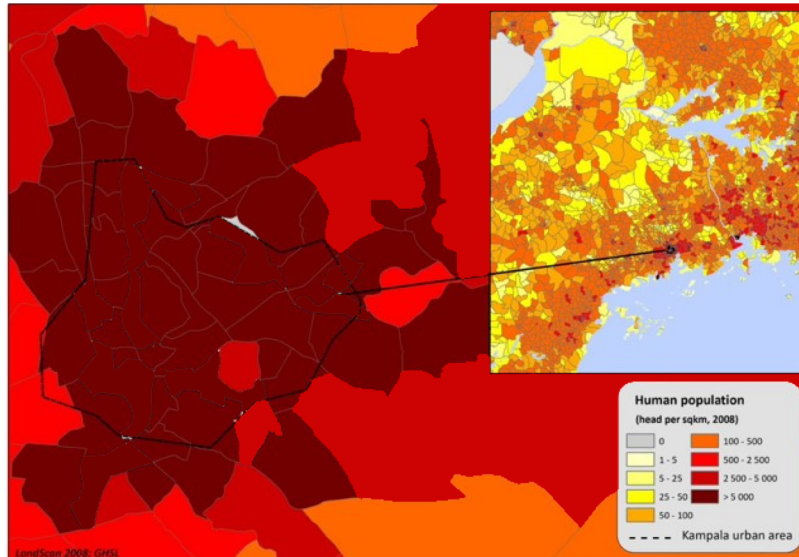 Human population
(head per sqkm, 2008)
0
100 - 500
1 - 5
500 - 2 500
5 - 25
2 500 - 5 000
25 - 50
> 5 000
50 - 100
Kampala urban area
LandScan 2008; GHSL